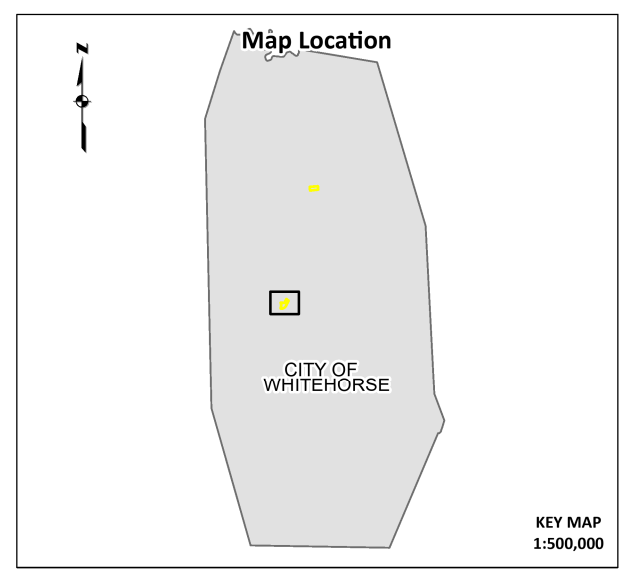 Map Location
N
CITY OF
WHITEHORSE
KEY MAP
1:500,000